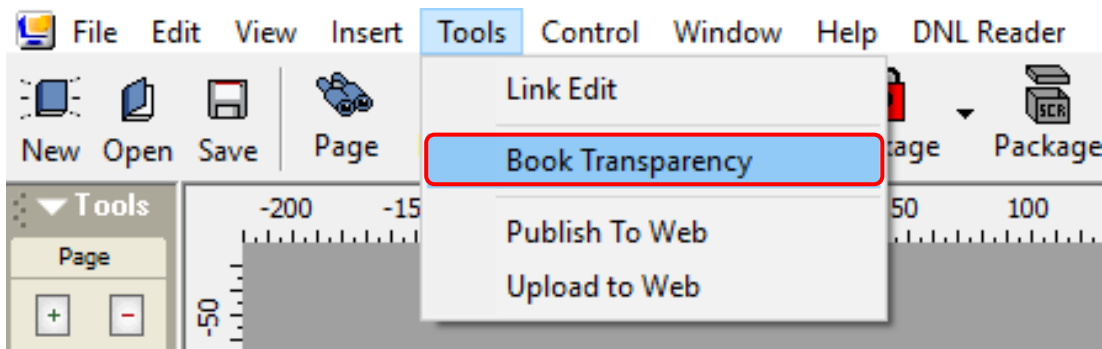 File Edit View Insert Tools Control Window Help DNL Reader
Link Edit
SCR
New Open Save Page kage Package
Book Transparency
Tools -200 -15 50 100
Page
Publish To Web
Upload to Web
+ -
-50